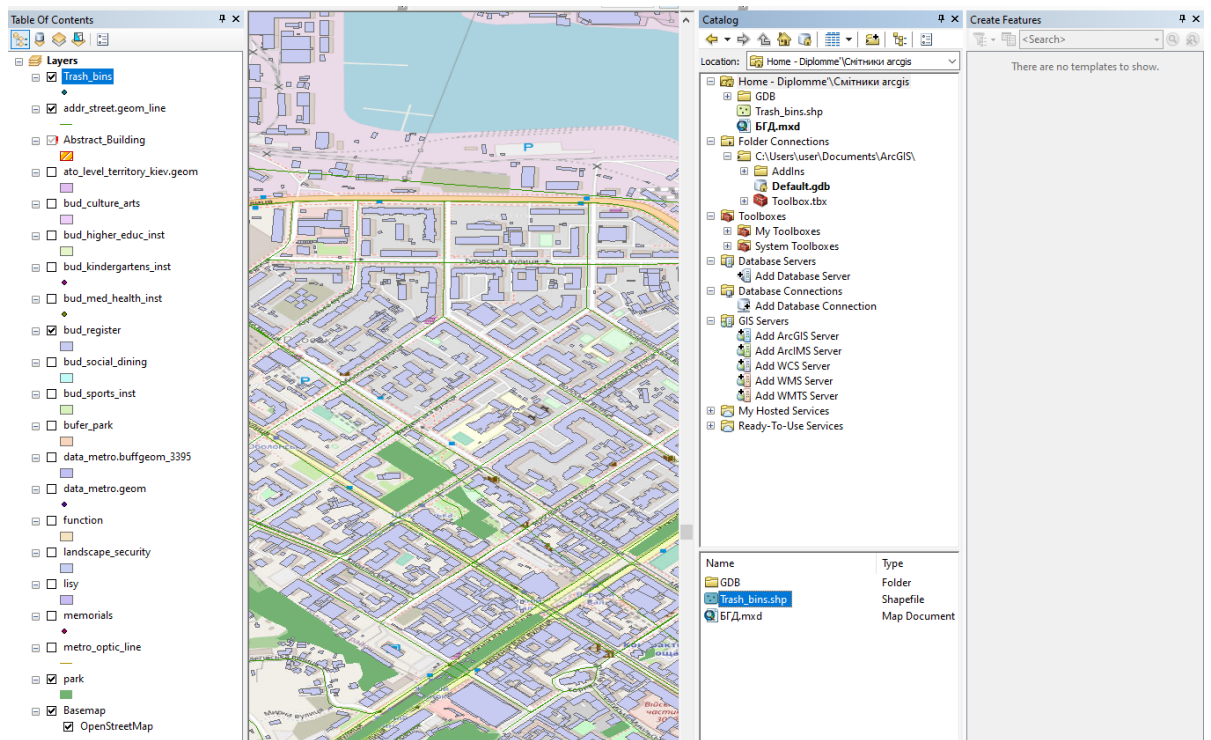 Table Of Contents
Layers
Trash_bins
addr_street.geom_line
Abstract_Building
ato_level_territory_kiev.geom
bud_culture_arts
bud_higher_educ_inst
bud_kindergartens_inst
bud_med_health_inst
bud_register
bud_social_dining
bud_sports_inst
bufer_park
data_metro.buffgeom_3395
data_metro.geom
function
landscape_security
lisy
memorials
metro_optic_line
park
Basemap
OpenStreetMap
P
P
Catalog
Location: Home - Diplomme"\Смітники arcgis
Home - Diplomme"\Смітники arcgis
GDB
Trash_bins.shp
БГД.mxd
Folder Connections
C:\Users\user\Documents\ArcGIS\
AddIns
Default.gdb
Toolbox.tbx
Toolboxes
My Toolboxes
System Toolboxes
Database Servers
Add Database Server
Database Connections
Add Database Connection
GIS Servers
Add ArcGIS Server
Add ArcIMS Server
Add WCS Server
Add WMS Server
Add WMTS Server
My Hosted Services
Ready-To-Use Services
Name Type
GDB Folder
Trash_bins.shp Shapefile
БГД.mxd Map Document
Create Features
<Search>
There are no templates to show.